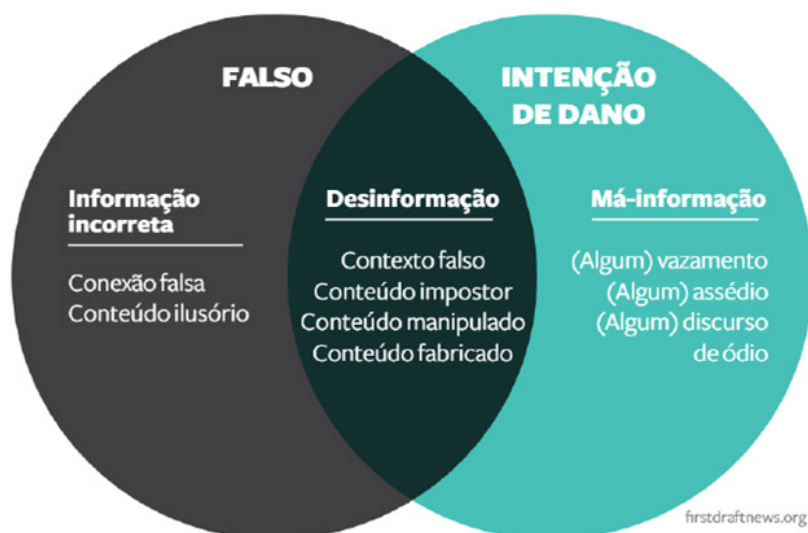 FALSO
INTENÇÃO
DE DANO
Informação
incorreta
Conexão falsa
Conteúdo ilusório
Desinformação
Contexto falso
Conteúdo impostor
Conteúdo manipulado
Conteúdo fabricado
Má-informação
(Algum) vazamento
(Algum) assédio
(Algum) discurso
de ódio
firstdraftnews.org